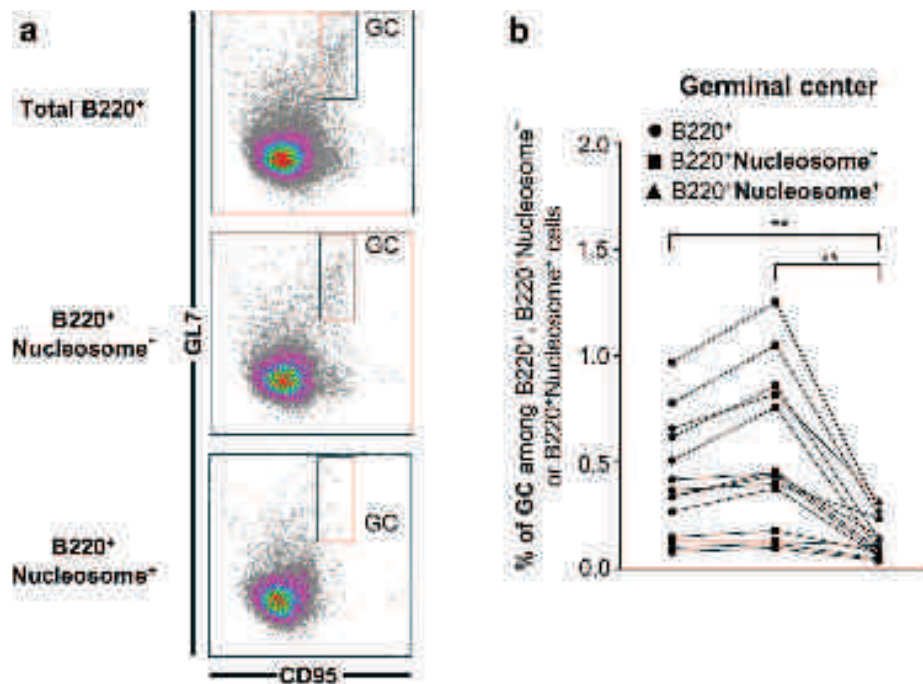 a
GC
Total B220⁺
GC
B220⁺
Nucleosome⁻
GL7
GC
B220⁺
Nucleosome⁺
CD95
b
Germinal center
B220⁺
B220⁺Nucleosome⁻
B220⁺Nucleosome⁺
% of GC among B220⁺, B220⁺Nucleosome⁻
or B220⁺Nucleosome⁺ cells
2.0
1.5
1.0
0.5
0.0
**
**